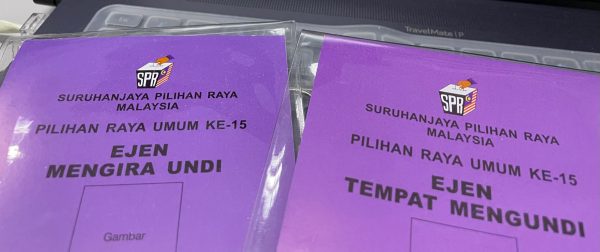 TravelMate | P
SPR
SURUHANJAYA PILIHAN RAYA
MALAYSIA
PILIHAN RAYA UMUM KE-15
EJEN
MENGIRA UNDI
Gambar
SPR
SURUHANJAYA PILIHAN RAYA
MALAYSIA
PILIHAN RAYA UMUM KE-15
EJEN
TEMPAT MENGUNDI